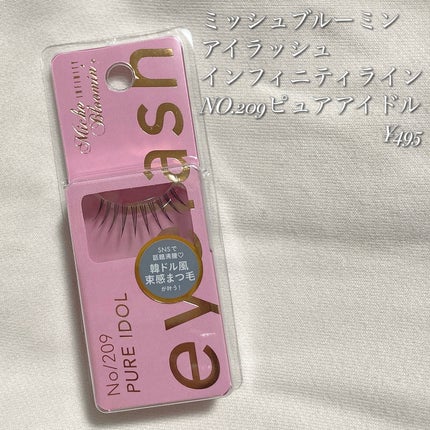 ミッシュブルーミン
アイラッシュ
インフィニティライン
NO.209ピュアアイドル
¥495
Miche
Bloomin'
eyelash
SNSで
話題沸騰♡
韓ドル風
束感まつ毛
が叶う!
No/209
PURE IDOL